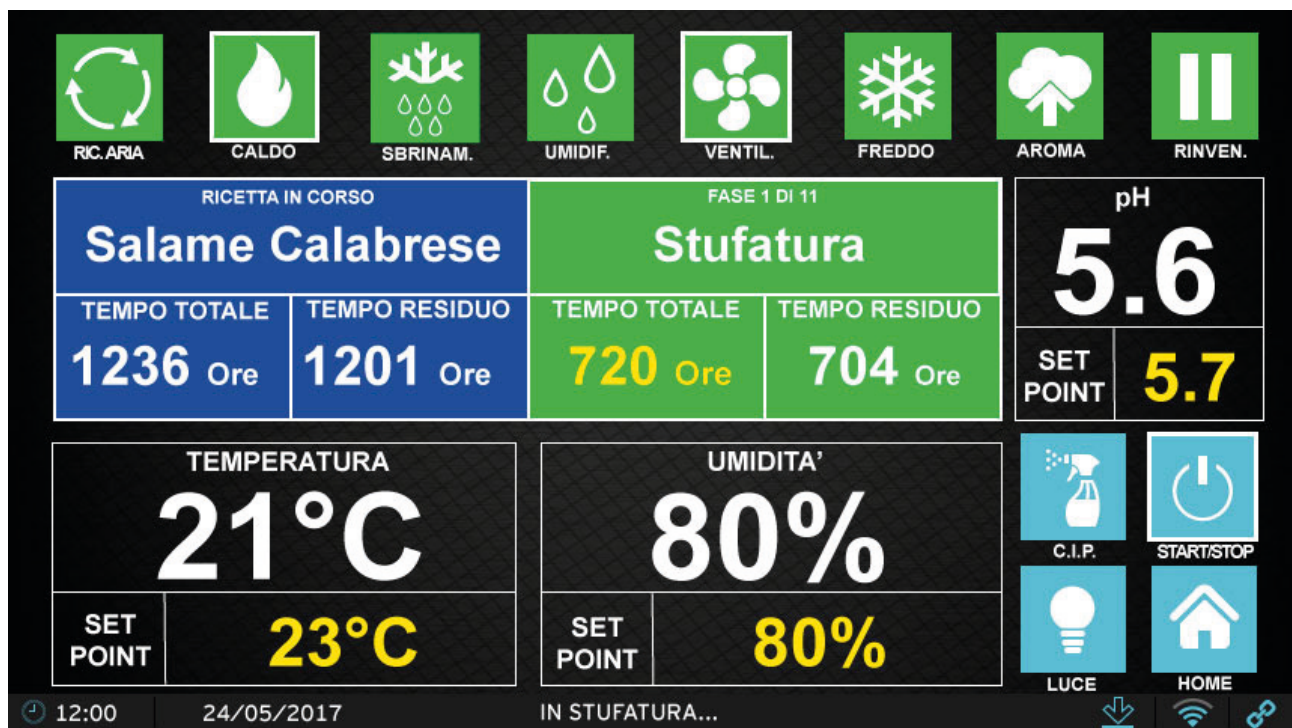 RIC. ARIA CALDO SBRINAM. UMIDIF. VENTIL. FREDDO AROMA RINVEN.
RICETTA IN CORSO
Salame Calabrese
TEMPO TOTALE
1236 Ore
TEMPO RESIDUO
1201 Ore
FASE 1 DI 11
Stufatura
TEMPO TOTALE
720 Ore
TEMPO RESIDUO
704 Ore
pH
5.6
SET
POINT
5.7
TEMPERATURA
21°C
SET
POINT
23°C
UMIDITA'
80%
SET
POINT
80%
C.I.P. START/STOP
LUCE HOME
12:00 24/05/2017 IN STUFATURA...